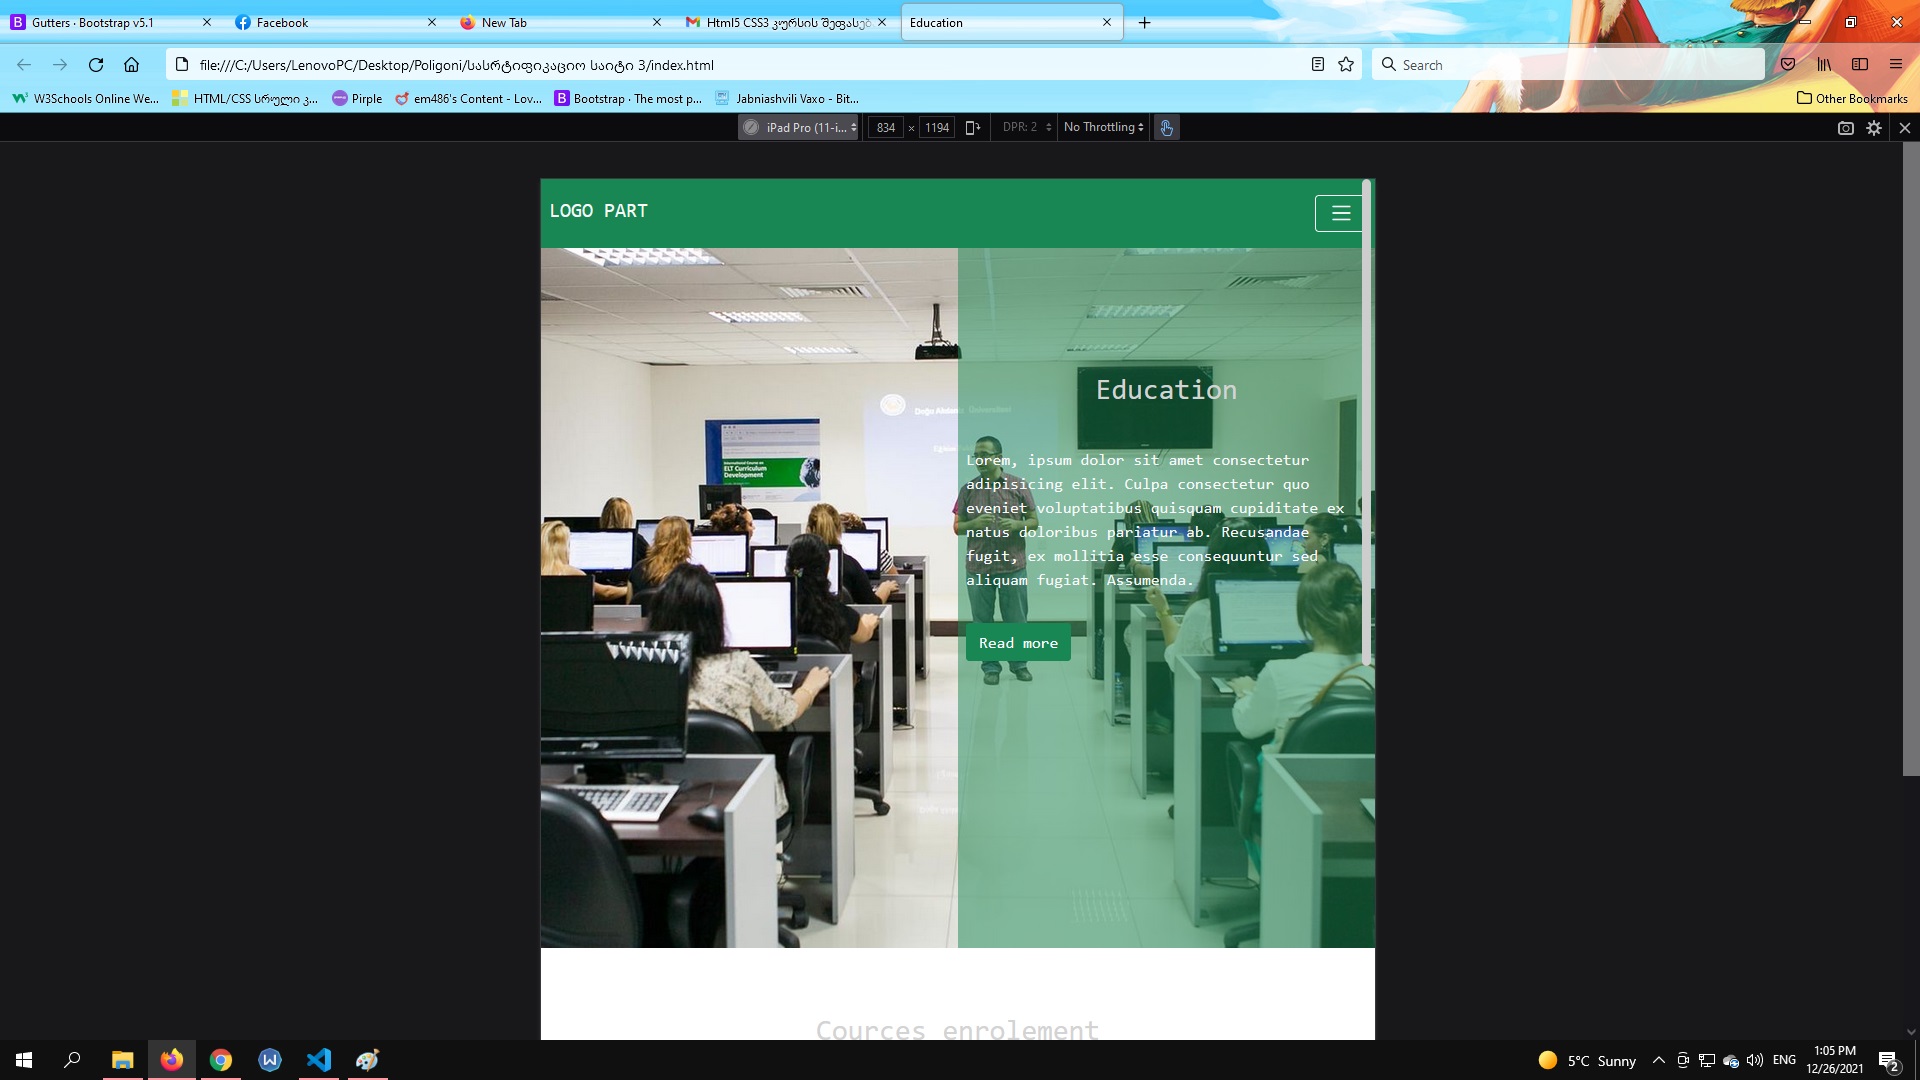 Gutters · Bootstrap v5.1
Facebook
New Tab
Html5 CSS3 კურსის შეფასებ
Education
file:///C:/Users/LenovoPC/Desktop/Poligoni/სასრტიფიკაციო საიტი 3/index.html
Search
W3Schools Online We...
HTML/CSS სრული კ...
Pirple
em486's Content - Lov...
Bootstrap · The most p...
Jabniashvili Vaxo - Bit...
Other Bookmarks
iPad Pro (11-i...
834 × 1194
DPR: 2
No Throttling
LOGO PART
Education
ELT Curriculum
Development
Lorem, ipsum dolor sit amet consectetur
adipisicing elit. Culpa consectetur quo
eveniet voluptatibus quisquam cupiditate ex
natus doloribus pariatur ab. Recusandae
fugit, ex mollitia esse consequuntur sed
aliquam fugiat. Assumenda.
Read more
Cources enrolement
5°C Sunny
ENG
1:05 PM
12/26/2021
2